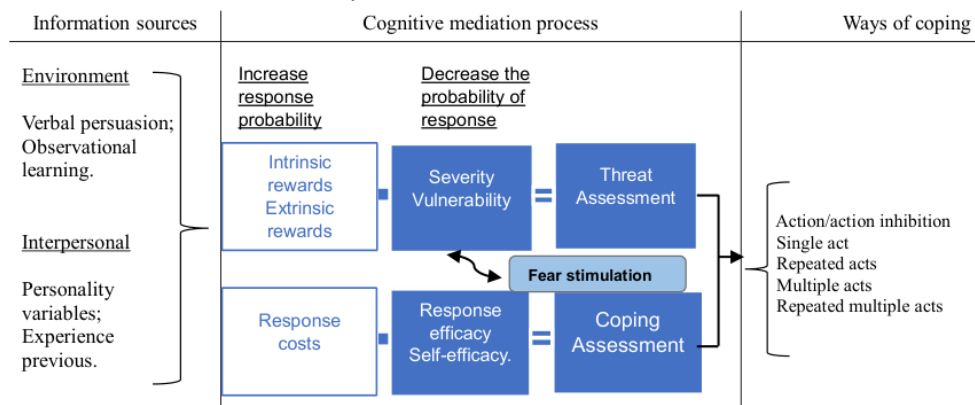 Information sources
Cognitive mediation process
Ways of coping
Environment
Verbal persuasion;
Observational
learning.
Interpersonal
Personality
variables;
Experience
previous.
Increase
response
probability
Decrease the
probability of
response
Intrinsic
rewards
Extrinsic
rewards
Severity
Vulnerability
=
Threat
Assessment
Fear stimulation
Response
costs
Response
efficacy
Self-efficacy.
=
Coping
Assessment
Action/action inhibition
Single act
Repeated acts
Multiple acts
Repeated multiple acts